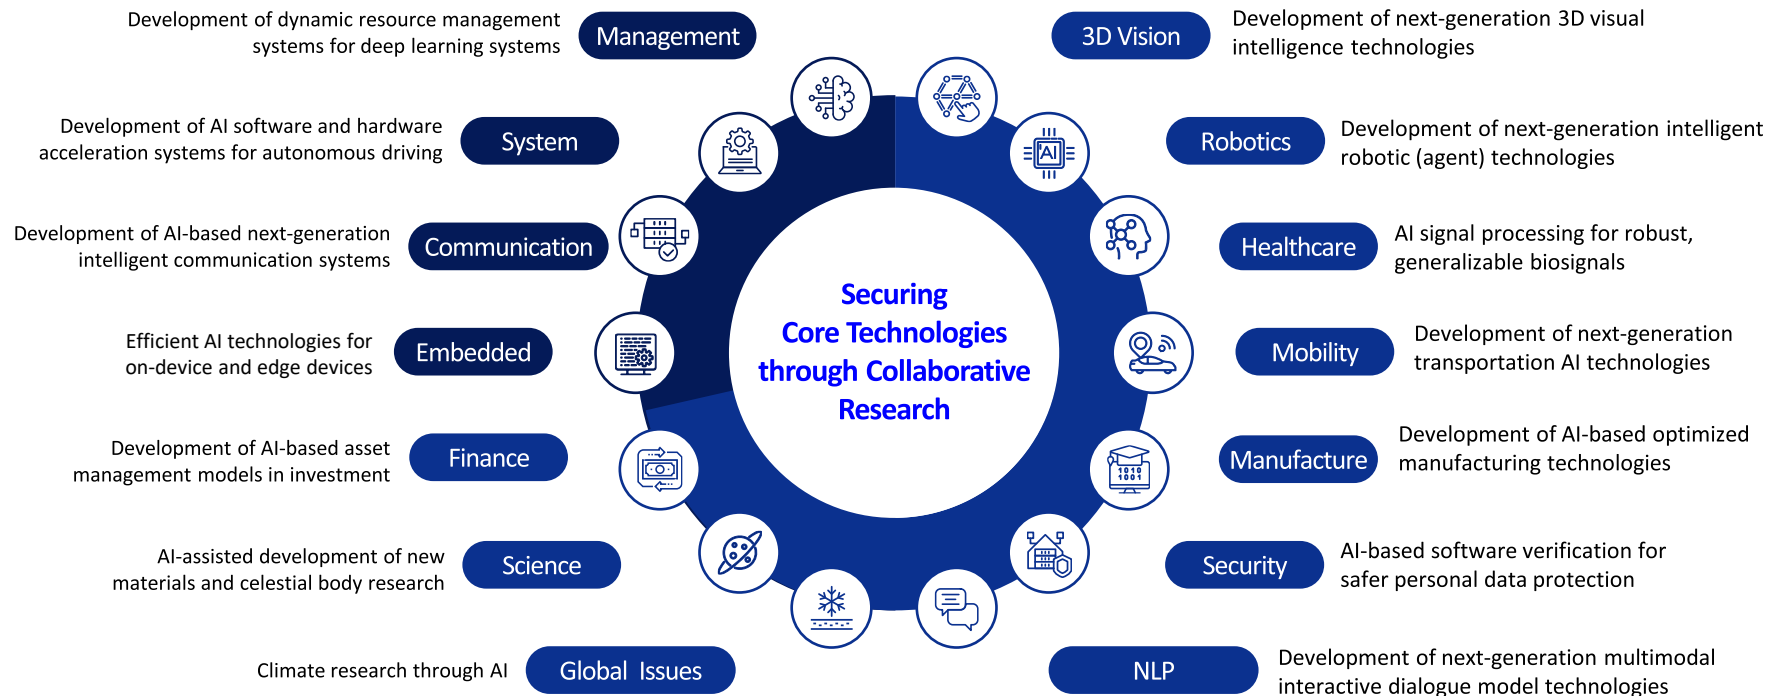 Development of dynamic resource management
systems for deep learning systems
Management
Development of AI software and hardware
acceleration systems for autonomous driving
System
Development of AI-based next-generation
intelligent communication systems
Communication
Efficient AI technologies for
on-device and edge devices
Embedded
Development of AI-based asset
management models in investment
Finance
AI-assisted development of new
materials and celestial body research
Science
Climate research through AI
Global Issues
Securing
Core Technologies
through Collaborative
Research
AI
1010
1001
3D Vision
Development of next-generation 3D visual
intelligence technologies
Robotics
Development of next-generation intelligent
robotic (agent) technologies
Healthcare
AI signal processing for robust,
generalizable biosignals
Mobility
Development of next-generation
transportation AI technologies
Manufacture
Development of AI-based optimized
manufacturing technologies
Security
AI-based software verification for
safer personal data protection
NLP
Development of next-generation multimodal
interactive dialogue model technologies